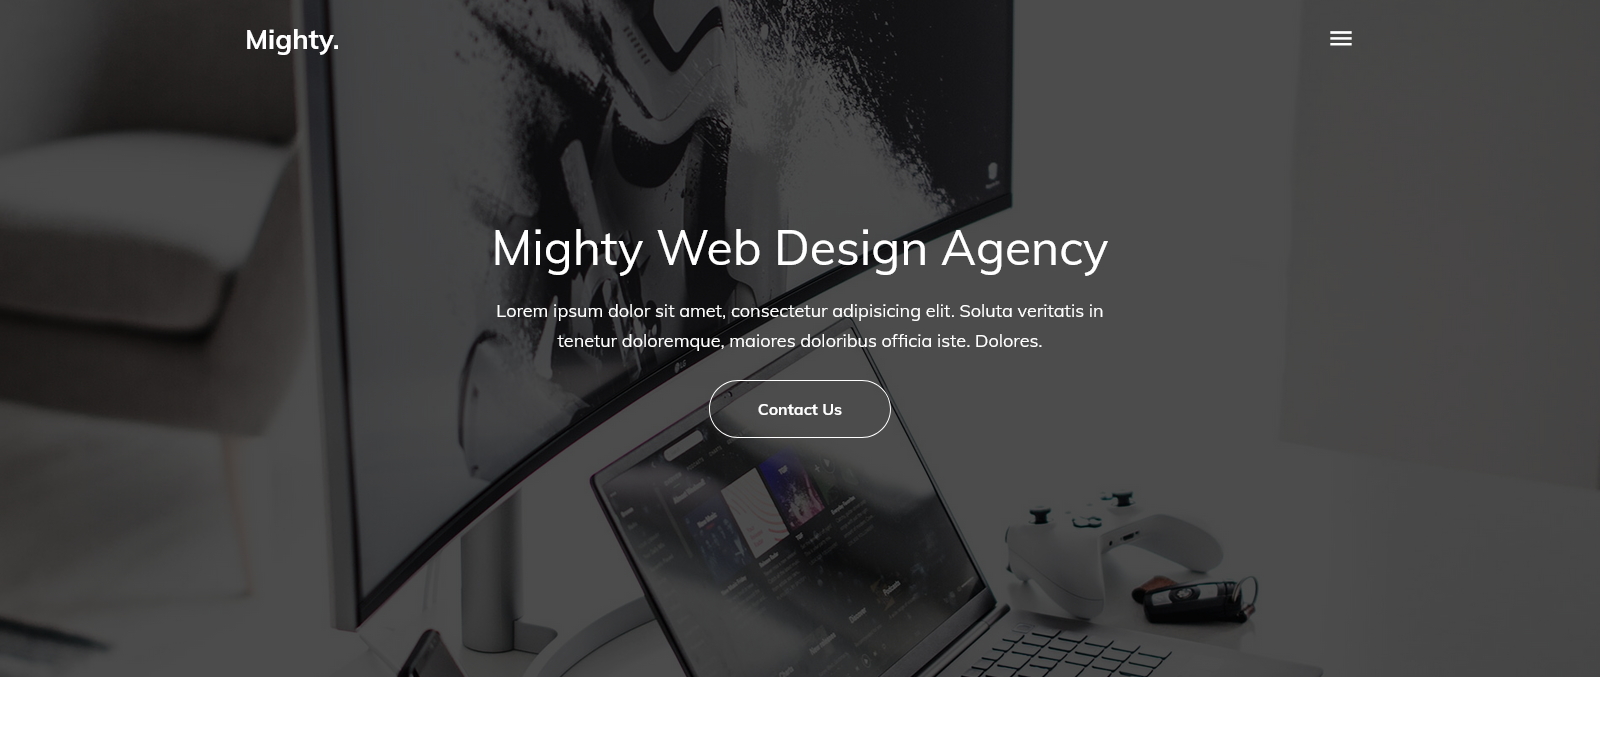 Mighty.
Mighty Web Design Agency
Lorem ipsum dolor sit amet, consectetur adipisicing elit. Soluta veritatis in
tenetur doloremque, maiores doloribus officia iste. Dolores.
Contact Us
LG